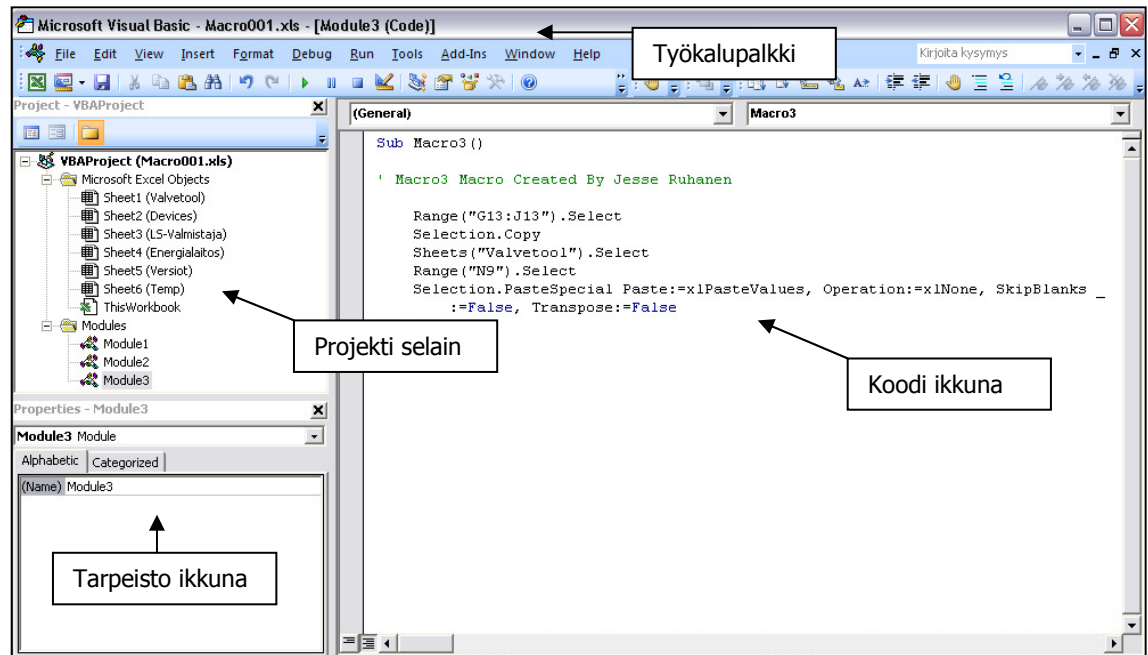 Microsoft Visual Basic - Macro001.xls - [Module3 (Code)]
File Edit View Insert Format Debug Run Tools Add-Ins Window Help
Kirjoita kysymys
Työkalupalkki
Project - VBAProject
VBAProject (Macro001.xls)
Microsoft Excel Objects
Sheet1 (Valvetool)
Sheet2 (Devices)
Sheet3 (LS-Valmistaja)
Sheet4 (Energialaitos)
Sheet5 (Versiot)
Sheet6 (Temp)
ThisWorkbook
Modules
Module1
Module2
Module3
Projekti selain
Properties - Module3
Module3 Module
Alphabetic Categorized
(Name) Module3
Tarpeisto ikkuna
(General) Macro3
Sub Macro3()
' Macro3 Macro Created By Jesse Ruhanen
Range("G13:J13").Select
Selection.Copy
Sheets("Valvetool").Select
Range("N9").Select
Selection.PasteSpecial Paste:=xlPasteValues, Operation:=xlNone, SkipBlanks _
:=False, Transpose:=False
Koodi ikkuna